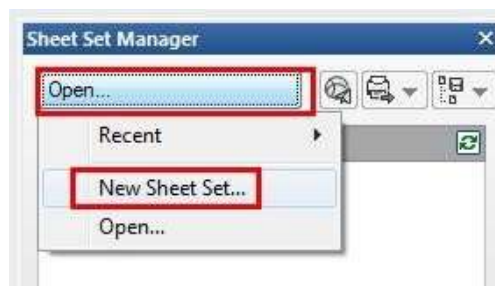 Sheet Set Manager
Open...
Recent
New Sheet Set...
Open...